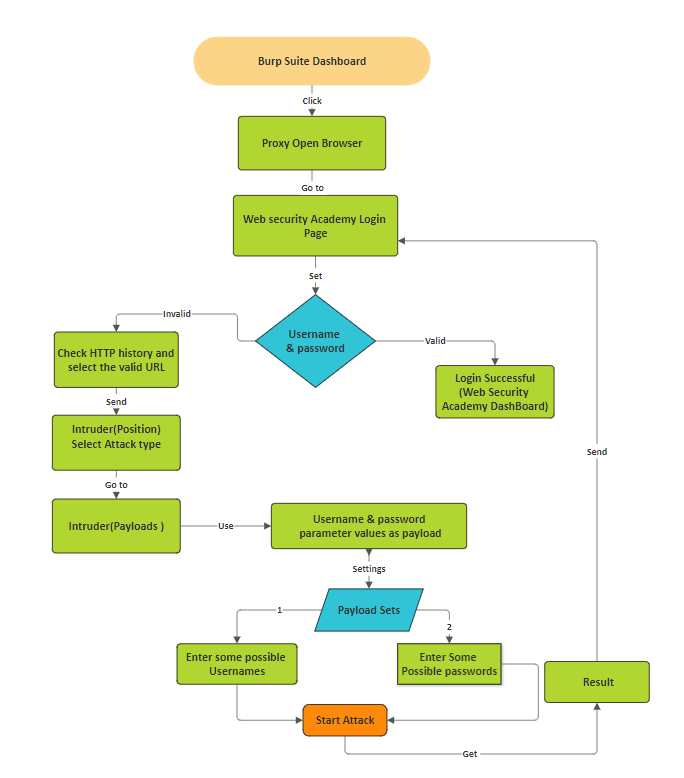 Burp Suite Dashboard
Click
Proxy Open Browser
Go to
Web security Academy Login
Page
Set
Username
& password
Invalid
Valid
Check HTTP history and
select the valid URL
Login Successful
(Web Security
Academy DashBoard)
Send
Intruder(Position)
Select Attack type
Go to
Intruder(Payloads )
Use
Username & password
parameter values as payload
Settings
Payload Sets
1
2
Enter some possible
Usernames
Enter Some
Possible passwords
Start Attack
Get
Result
Send